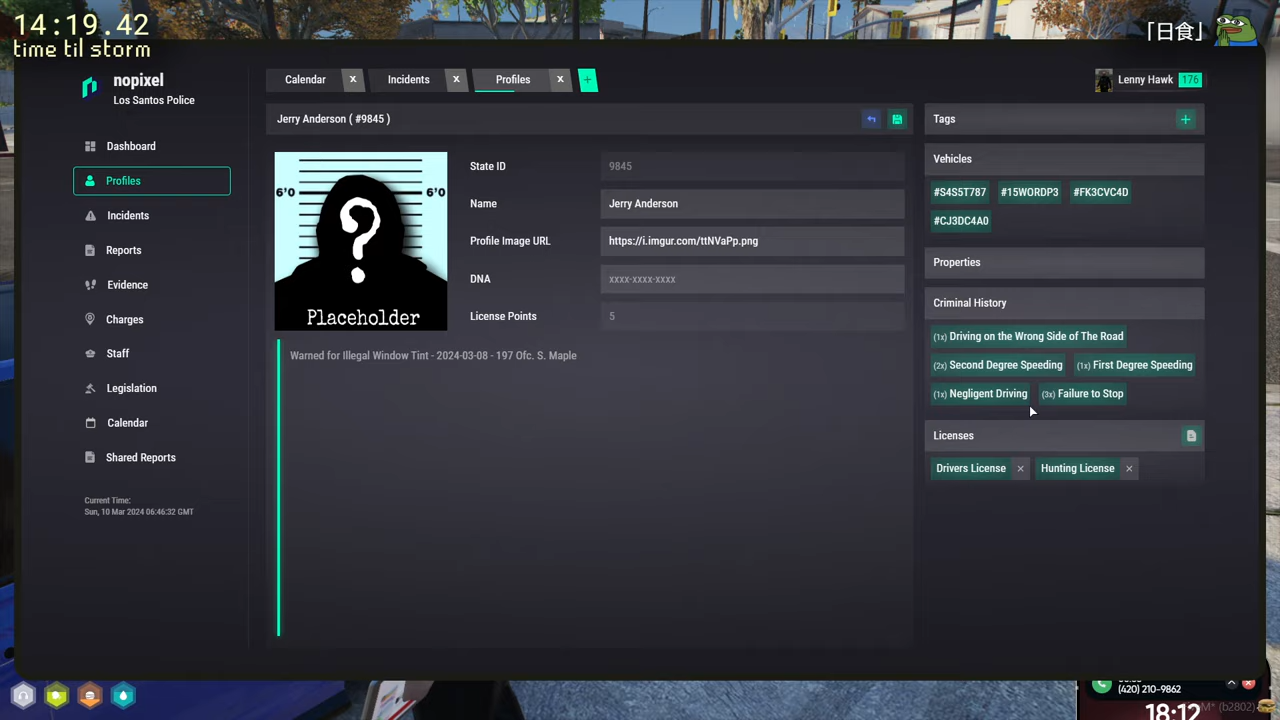 14:19.42
time til storm
「日食」
nopixel
Los Santos Police
Calendar x
Incidents x
Profiles x
+
Lenny Hawk 176
Dashboard
Profiles
Incidents
Reports
Evidence
Charges
Staff
Legislation
Calendar
Shared Reports
Current Time:
Sun, 10 Mar 2024 06:46:32 GMT
Jerry Anderson ( #9845 )
6'0 6'0
?
Placeholder
State ID 9845
Name Jerry Anderson
Profile Image URL https://i.imgur.com/ttNVaPp.png
DNA xxxx-xxxx-xxxx
License Points 5
Warned for Illegal Window Tint - 2024-03-08 - 197 Ofc. S. Maple
Tags +
Vehicles
#S4S5T787 #15WORDP3 #FK3CVC4D
#CJ3DC4A0
Properties
Criminal History
(1x) Driving on the Wrong Side of The Road
(2x) Second Degree Speeding (1x) First Degree Speeding
(1x) Negligent Driving (3x) Failure to Stop
Licenses
Drivers License × Hunting License ×
(420) 210-9862
18:12
M* (b2802)